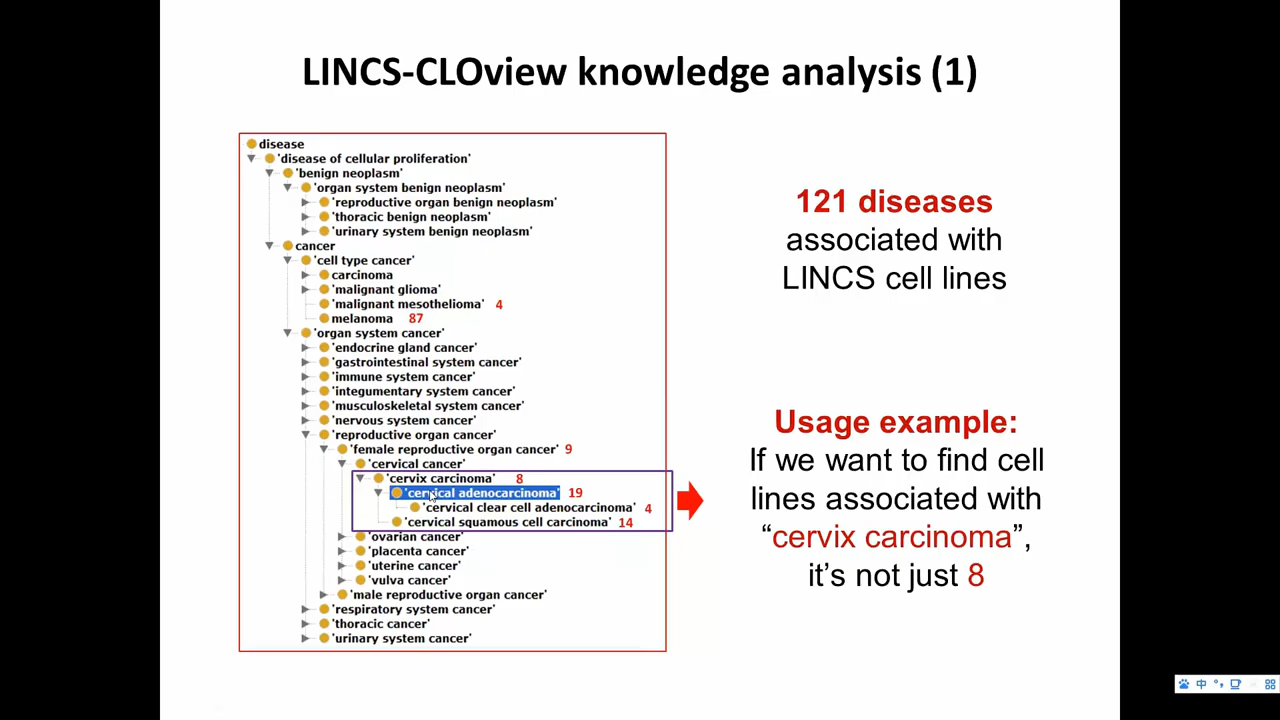 LINCS-CLOview knowledge analysis (1)
disease
'disease of cellular proliferation'
'benign neoplasm'
'organ system benign neoplasm'
'reproductive organ benign neoplasm'
'thoracic benign neoplasm'
'urinary system benign neoplasm'
cancer
'cell type cancer'
carcinoma
'malignant glioma'
'malignant mesothelioma' 4
melanoma 87
'organ system cancer'
'endocrine gland cancer'
'gastrointestinal system cancer'
'immune system cancer'
'integumentary system cancer'
'musculoskeletal system cancer'
'nervous system cancer'
'reproductive organ cancer'
'female reproductive organ cancer' 9
'cervical cancer'
'cervix carcinoma' 8
'cervical adenocarcinoma' 19
'cervical clear cell adenocarcinoma' 4
'cervical squamous cell carcinoma' 14
'ovarian cancer'
'placenta cancer'
'uterine cancer'
'vulva cancer'
'male reproductive organ cancer'
'respiratory system cancer'
'thoracic cancer'
'urinary system cancer'
121 diseases
associated with
LINCS cell lines
Usage example:
If we want to find cell
lines associated with
“cervix carcinoma”,
it’s not just 8
中